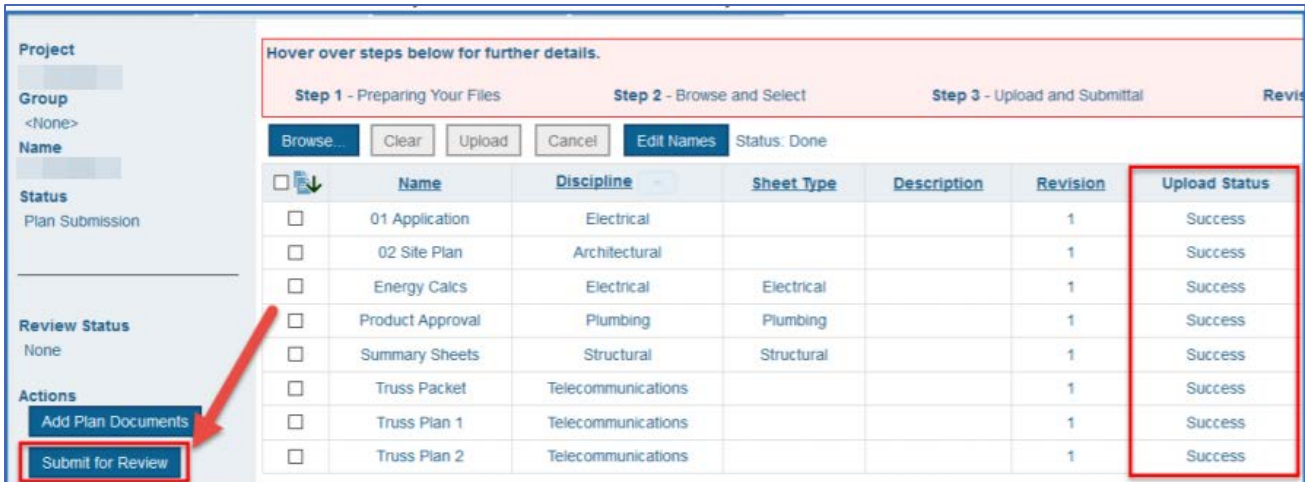 Project
Group
<None>
Name
Status
Plan Submission
Review Status
None
Actions
Add Plan Documents
Submit for Review
Hover over steps below for further details.
Step 1 - Preparing Your Files Step 2 - Browse and Select Step 3 - Upload and Submittal
Browse... Clear Upload Cancel Edit Names Status: Done
Name Discipline Sheet Type Description Revision Upload Status
01 Application Electrical 1 Success
02 Site Plan Architectural 1 Success
Energy Calcs Electrical Electrical 1 Success
Product Approval Plumbing Plumbing 1 Success
Summary Sheets Structural Structural 1 Success
Truss Packet Telecommunications 1 Success
Truss Plan 1 Telecommunications 1 Success
Truss Plan 2 Telecommunications 1 Success